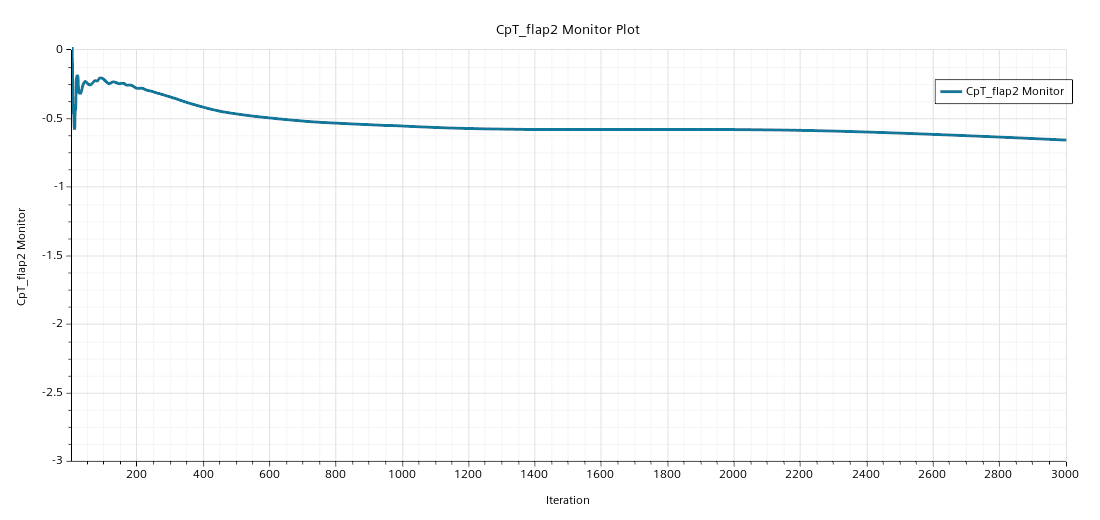 CpT_flap2 Monitor Plot
CpT_flap2 Monitor
0
-0.5
-1
-1.5
-2
-2.5
-3
CpT_flap2 Monitor
200 400 600 800 1000 1200 1400 1600 1800 2000 2200 2400 2600 2800 3000
Iteration